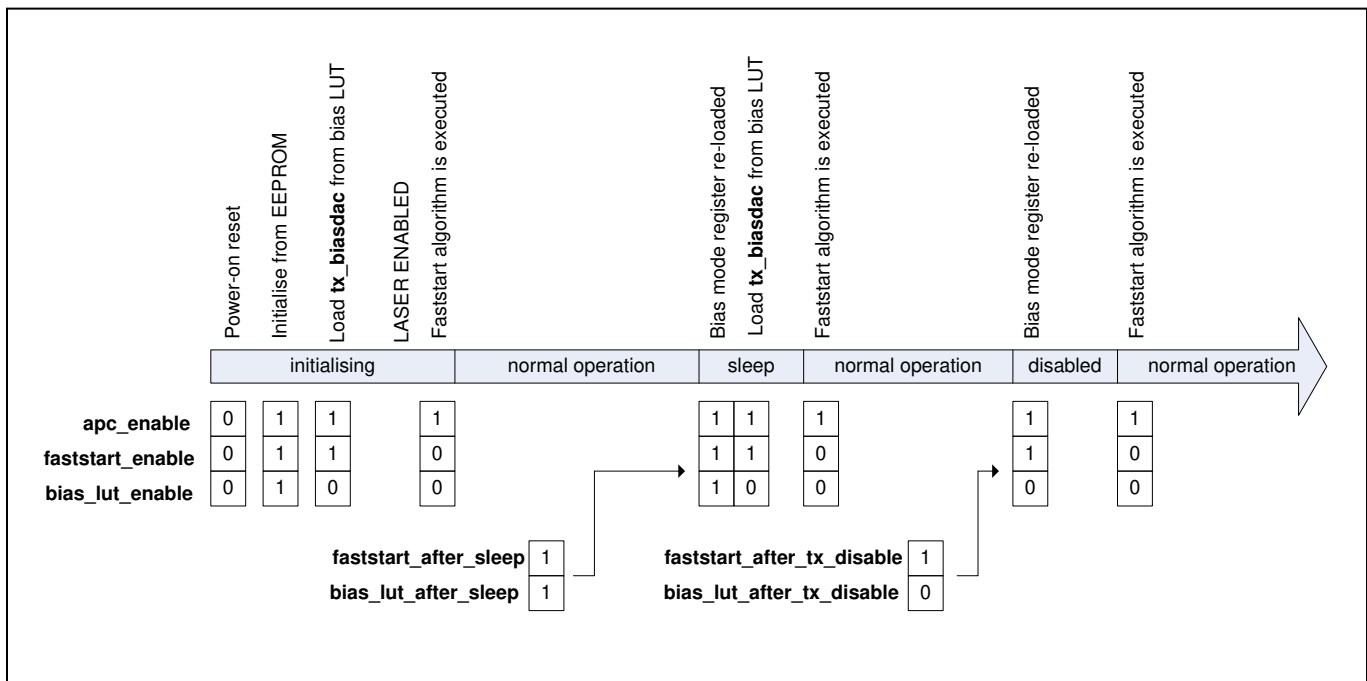 Power-on reset
Initialise from EEPROM
Load tx_biasdac from bias LUT
LASER ENABLED
Faststart algorithm is executed
Bias mode register re-loaded
Load tx_biasdac from bias LUT
Faststart algorithm is executed
Bias mode register re-loaded
Faststart algorithm is executed
initialising normal operation sleep normal operation disabled normal operation
apc_enable 0 1 1 1 1 1 1 1 1
faststart_enable 0 1 1 0 1 1 0 1 0
bias_lut_enable 0 1 0 0 1 0 0 0 0
faststart_after_sleep 1 faststart_after_tx_disable 1
bias_lut_after_sleep 1 bias_lut_after_tx_disable 0